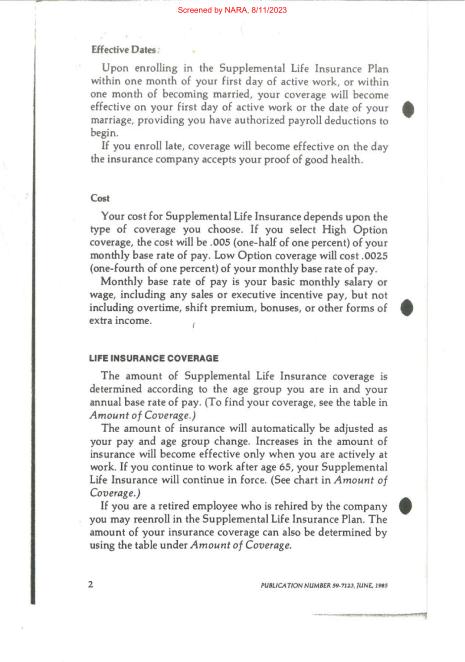 Screened by NARA, 8/11/2023
Effective Dates:
Upon enrolling in the Supplemental Life Insurance Plan
within one month of your first day of active work, or within
one month of becoming married, your coverage will become
effective on your first day of active work or the date of your
marriage, providing you have authorized payroll deductions to
begin.
If you enroll late, coverage will become effective on the day
the insurance company accepts your proof of good health.
Cost
Your cost for Supplemental Life Insurance depends upon the
type of coverage you choose. If you select High Option
coverage, the cost will be .005 (one-half of one percent) of your
monthly base rate of pay. Low Option coverage will cost .0025
(one-fourth of one percent) of your monthly base rate of pay.
Monthly base rate of pay is your basic monthly salary or
wage, including any sales or executive incentive pay, but not
including overtime, shift premium, bonuses, or other forms of
extra income.
LIFE INSURANCE COVERAGE
The amount of Supplemental Life Insurance coverage is
determined according to the age group you are in and your
annual base rate of pay. (To find your coverage, see the table in
Amount of Coverage.)
The amount of insurance will automatically be adjusted as
your pay and age group change. Increases in the amount of
insurance will become effective only when you are actively at
work. If you continue to work after age 65, your Supplemental
Life Insurance will continue in force. (See chart in Amount of
Coverage.)
If you are a retired employee who is rehired by the company
you may reenroll in the Supplemental Life Insurance Plan. The
amount of your insurance coverage can also be determined by
using the table under Amount of Coverage.
2
PUBLICATION NUMBER 50-7123, JUNE, 1985